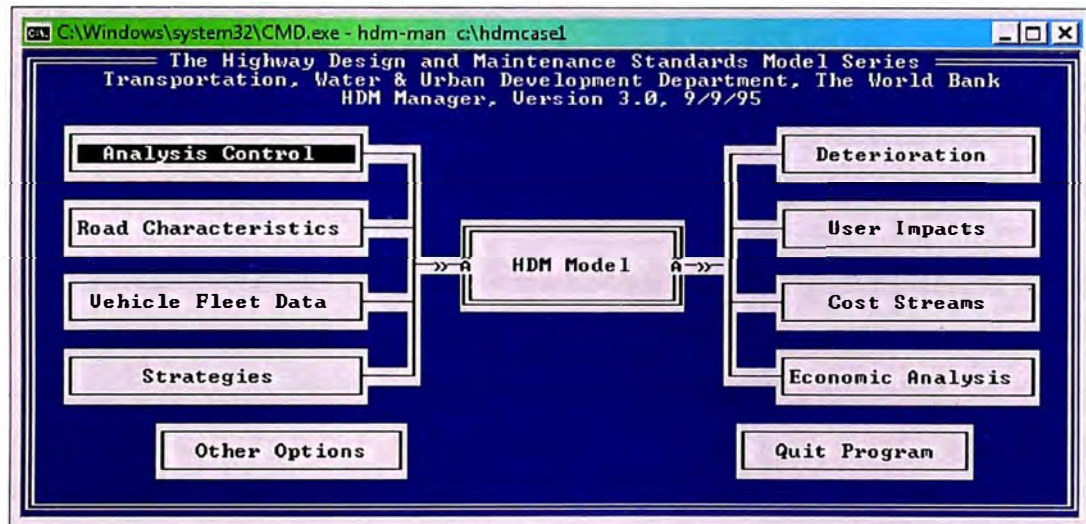 C:\Windows\system32\CMD.exe - hdm-man c:\hdmcase1
The Highway Design and Maintenance Standards Model Series
Transportation, Water & Urban Development Department, The World Bank
HDM Manager, Version 3.0, 9/9/95
Analysis Control
Road Characteristics
Vehicle Fleet Data
Strategies
Other Options
A HDM Model A
Deterioration
User Impacts
Cost Streams
Economic Analysis
Quit Program